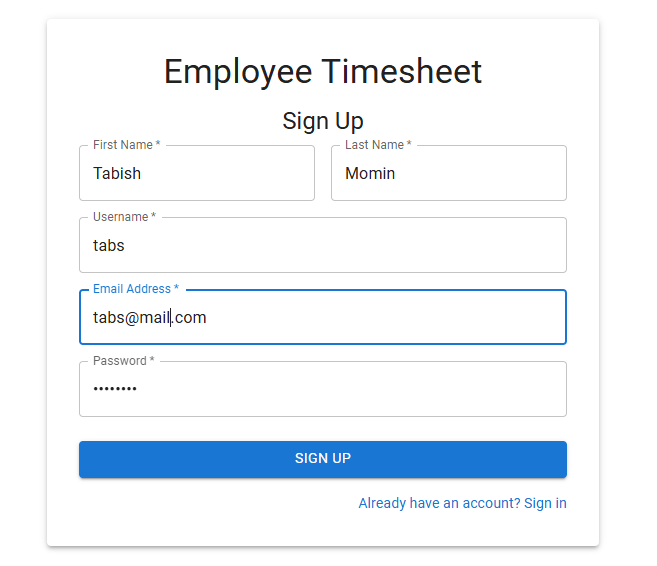 Employee Timesheet
Sign Up
First Name *
Last Name *
Tabish
Momin
Username *
tabs
Email Address *
tabs@mail.com
Password *
••••••••
SIGN UP
Already have an account? Sign in